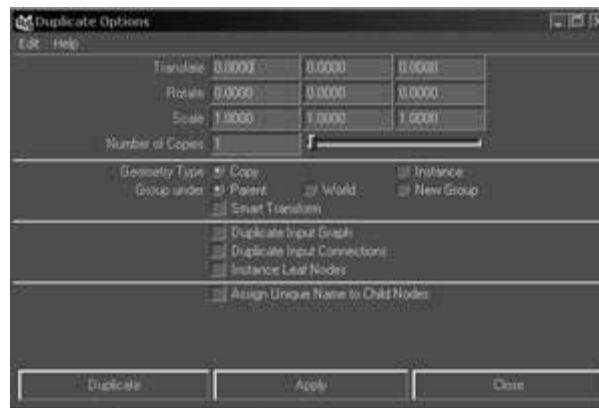 Duplicate Options
Edit Help
Translate 0.0000 0.0000 0.0000
Rotate 0.0000 0.0000 0.0000
Scale 1.0000 1.0000 1.0000
Number of Copies 1
Geometry Type Copy Instance
Group under Parent World New Group
Smart Transform
Duplicate Input Graph
Duplicate Input Connections
Instance Leaf Nodes
Assign Unique Name to Child Nodes
Duplicate Apply Close